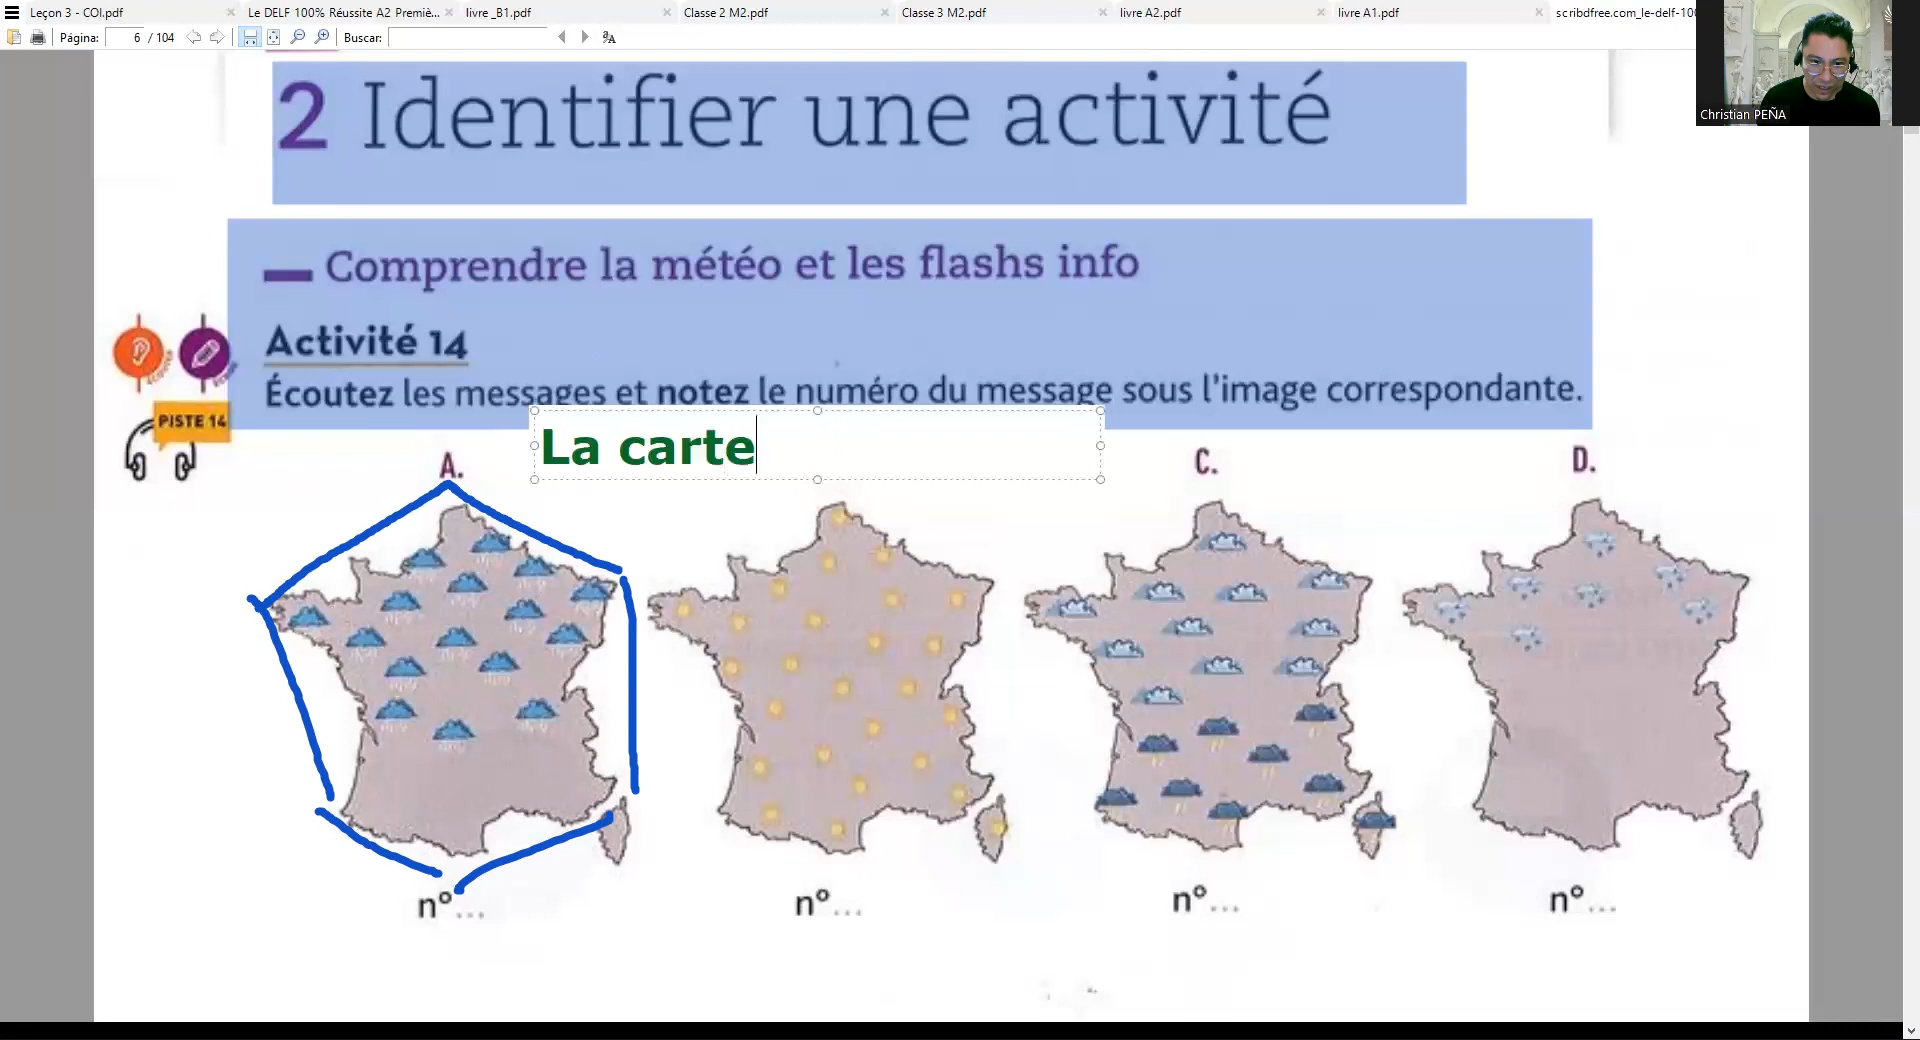 Leçon 3 - COI.pdf
Le DELF 100% Réussite A2 Premiè...
livre _B1.pdf
Classe 2 M2.pdf
Classe 3 M2.pdf
livre A2.pdf
livre A1.pdf
scribdfree.com_le-delf-100
Página: 6 / 104
Buscar:
Christian PEÑA
2 Identifier une activité
Comprendre la météo et les flashs info
Activité 14
Écoutez les messages et notez le numéro du message sous l'image correspondante.
PISTE 14
La carte
A.
C.
D.
n°...
n°...
n°...
n°...